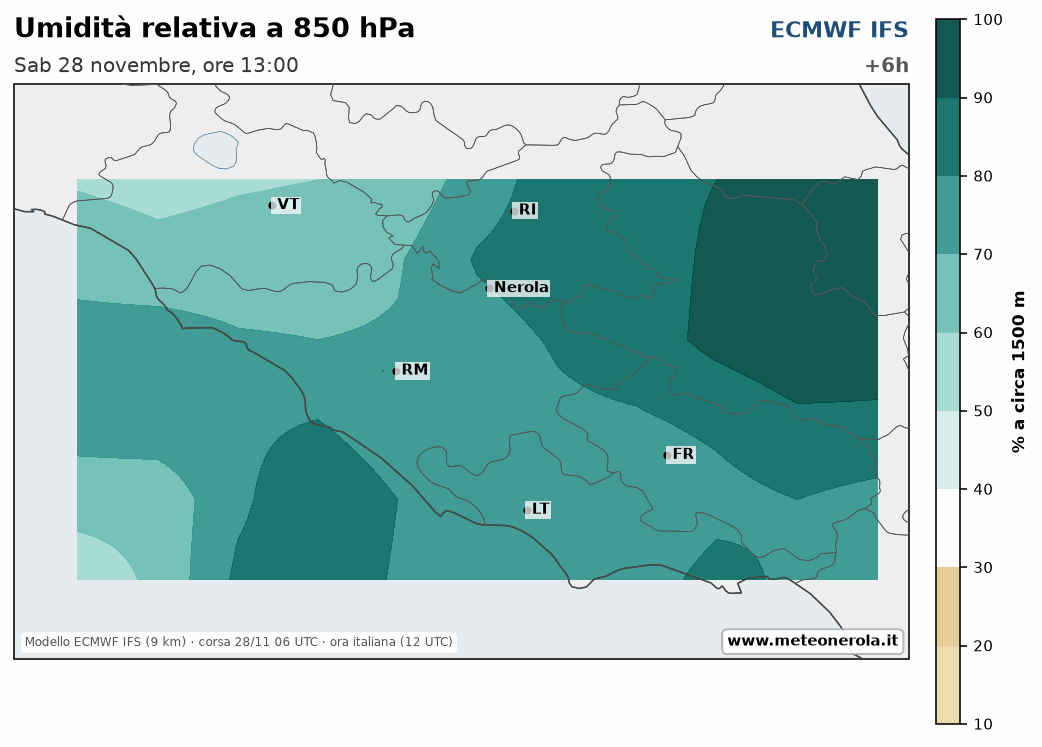 Umidità relativa a 850 hPa
ECMWF IFS
Sab 28 novembre, ore 13:00
+6h
VT
RI
Nerola
RM
FR
LT
Modello ECMWF IFS (9 km) · corsa 28/11 06 UTC · ora italiana (12 UTC)
www.meteonerola.it
100
90
80
70
60
50
40
30
20
10
% a circa 1500 m